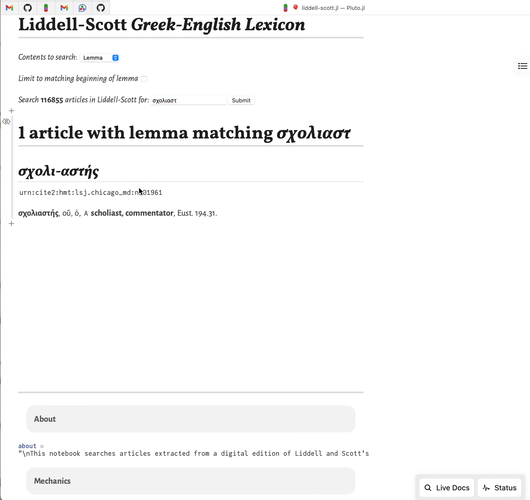 liddell-scott.jl — Pluto.jl
Liddell-Scott Greek-English Lexicon
Contents to search: Lemma
Limit to matching beginning of lemma
Search 116855 articles in Liddell-Scott for: σχολιαστ Submit
1 article with lemma matching σχολιαστ
σχολι-αστής
urn:cite2:hmt:lsj.chicago_md:n101961
σχολιαστής, οῦ, ὁ, A scholiast, commentator, Eust. 194.31.
About
about =
"\nThis notebook searches articles extracted from a digital edition of Liddell and Scott's
Mechanics
Live Docs
Status